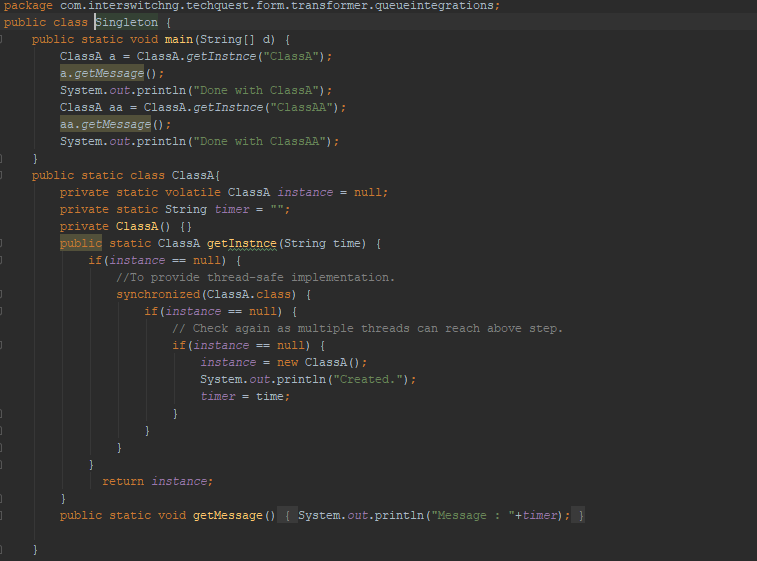 package com.interswitchng.techquest.form.transformer.queueintegrations;
public class Singleton {
    public static void main(String[] d) {
        ClassA a = ClassA.getInstnce("ClassA");
        a.getMessage();
        System.out.println("Done with ClassA");
        ClassA aa = ClassA.getInstnce("ClassAA");
        aa.getMessage();
        System.out.println("Done with ClassAA");
    }
    public static class ClassA{
        private static volatile ClassA instance = null;
        private static String timer = "";
        private ClassA() {}
        public static ClassA getInstnce(String time) {
            if(instance == null) {
                //To provide thread-safe implementation.
                synchronized(ClassA.class) {
                    if(instance == null) {
                        // Check again as multiple threads can reach above step.
                        if(instance == null) {
                            instance = new ClassA();
                            System.out.println("Created.");
                            timer = time;
                        }
                    }
                }
            }
              return instance;
        }
        public static void getMessage() { System.out.println("Message : "+timer); }
    }